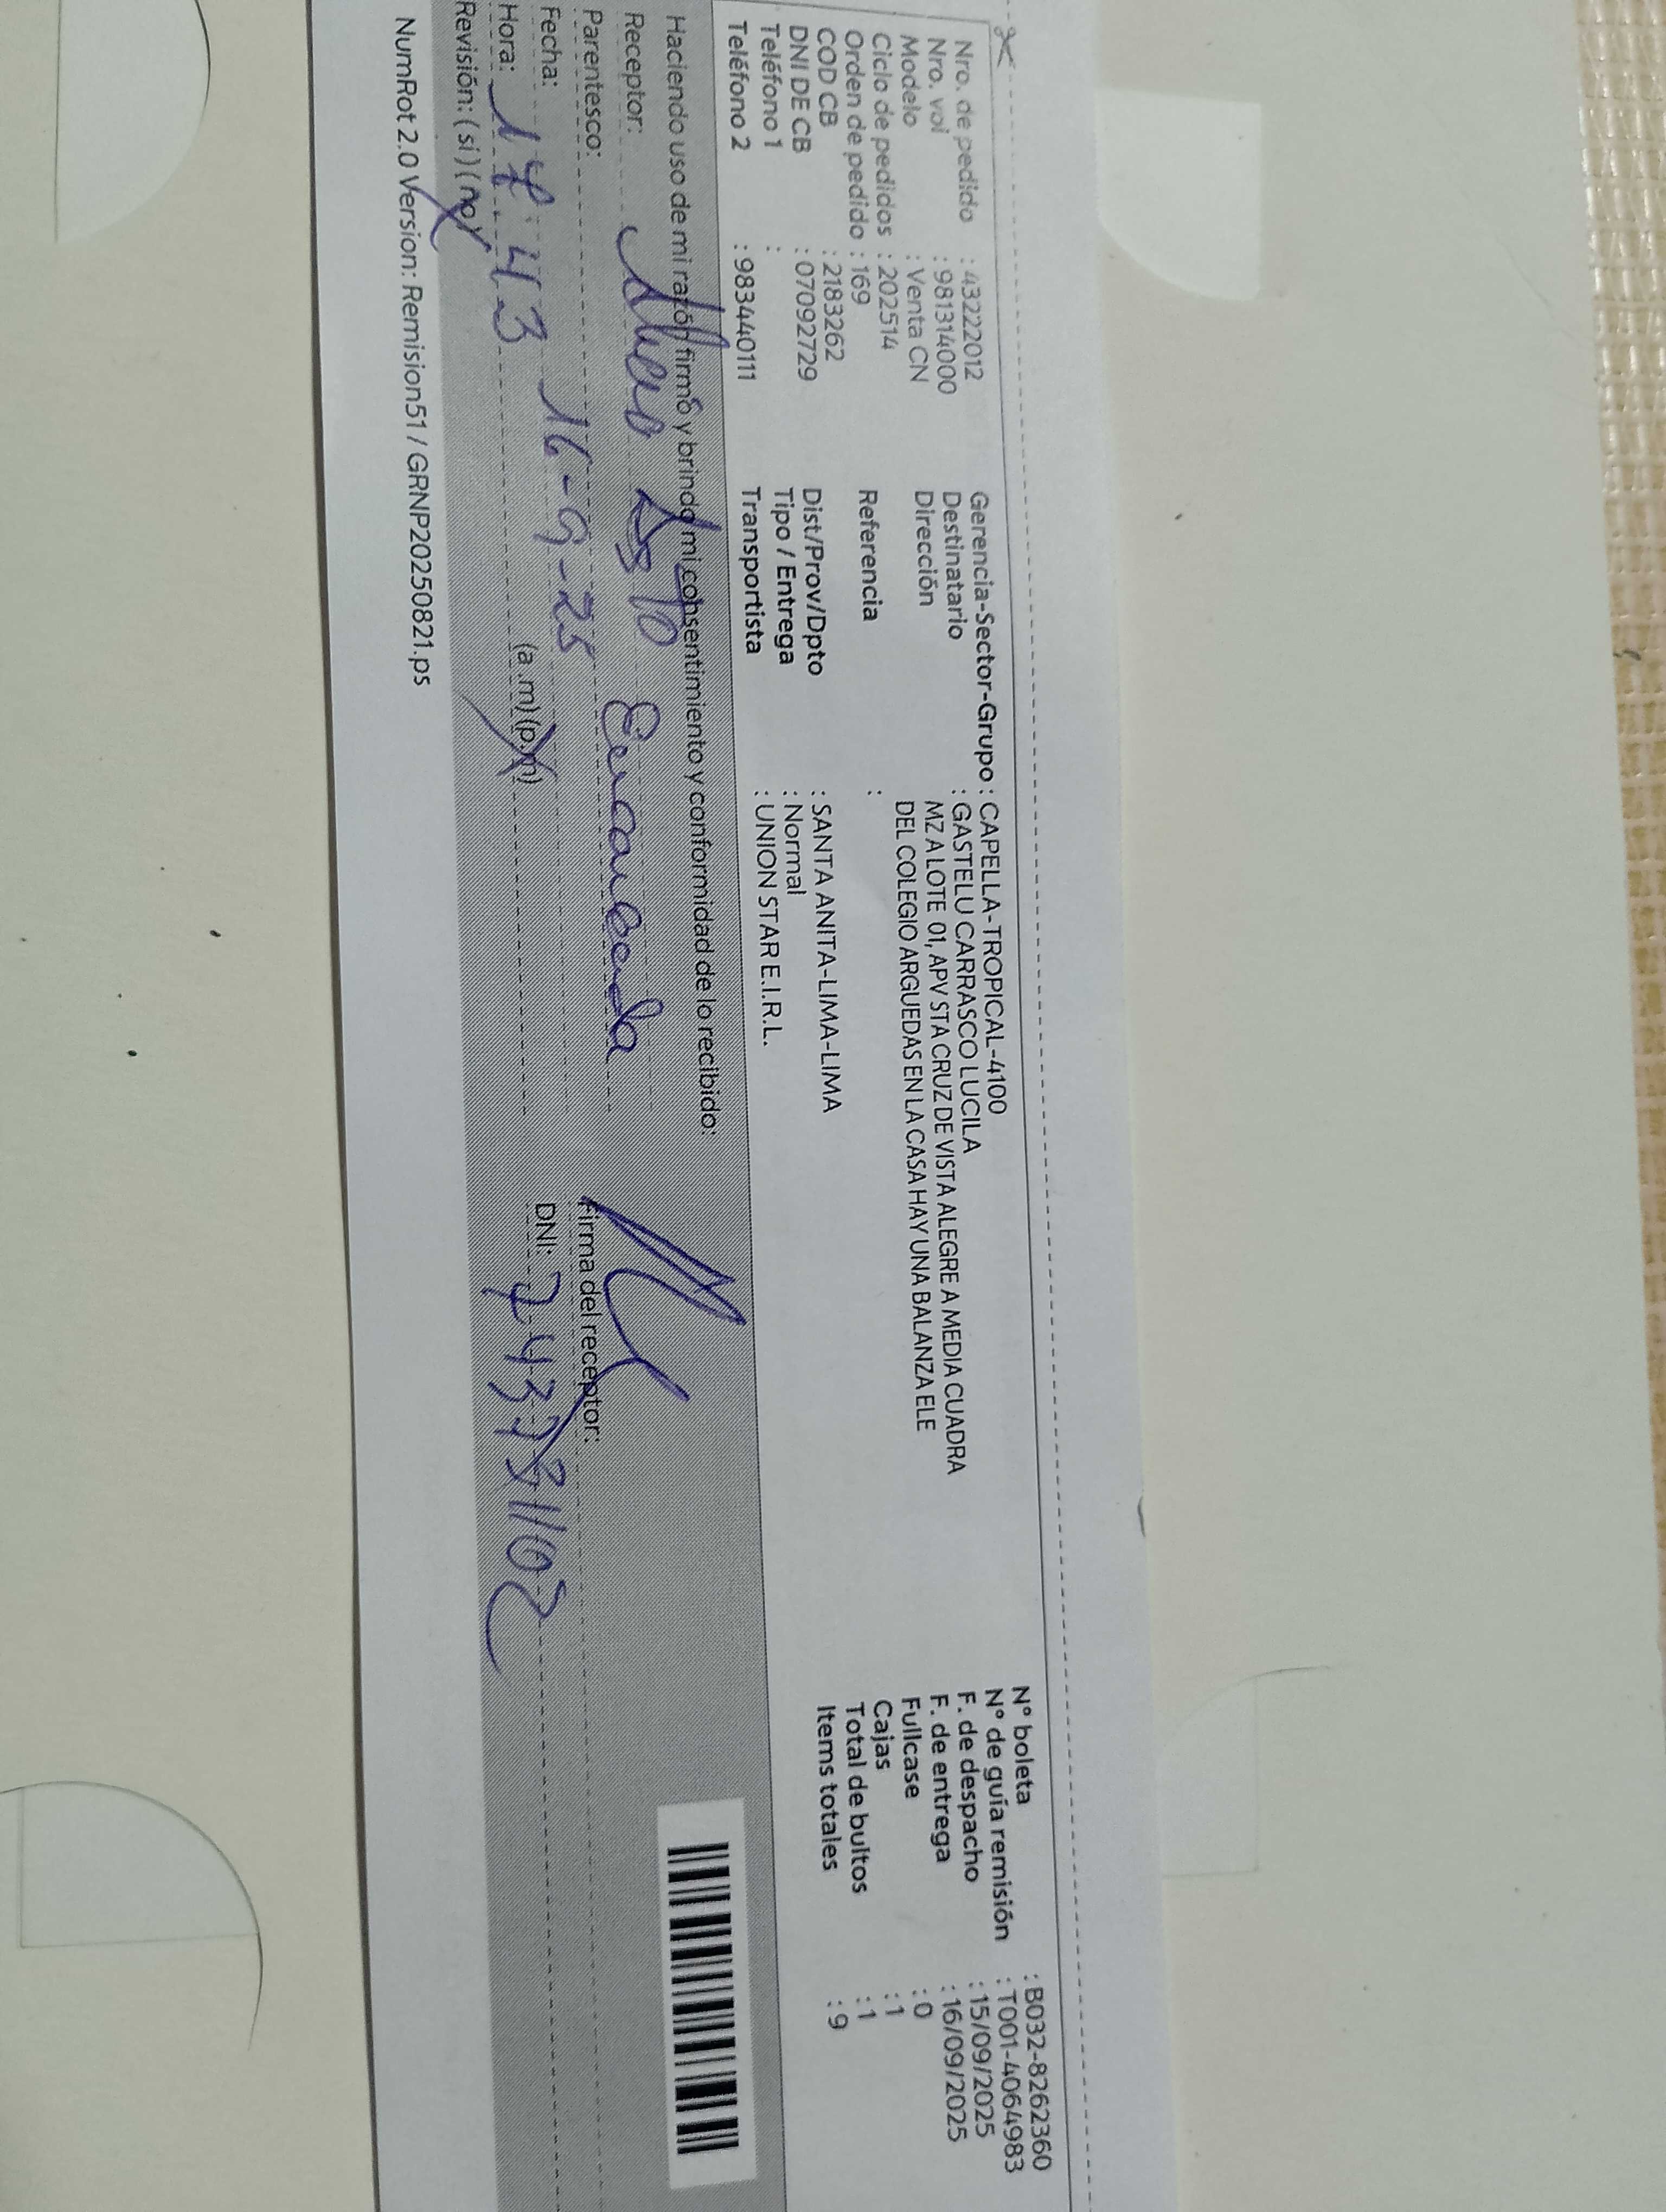 Nro. de pedido : 43222012
Nro. vol : 981314000
Modelo : Venta CN
Ciclo de pedidos : 202514
Orden de pedido : 169
COD CB : 2183262
DNI DE CB : 07092729
Teléfono 1 :
Teléfono 2 : 983440111
Gerencia-Sector-Grupo : CAPELLA-TROPICAL-4100
Destinatario : GASTELU CARRASCO LUCILA
Dirección MZ A LOTE 01, APV STA CRUZ DE VISTA ALEGRE A MEDIA CUADRA
DEL COLEGIO ARGUEDAS EN LA CASA HAY UNA BALANZA ELE
Referencia :
Dist/Prov/Dpto : SANTA ANITA-LIMA-LIMA
Tipo / Entrega : Normal
Transportista : UNION STAR E.I.R.L.
Nº boleta : B032-8262360
Nº de guía remisión : T001-4064983
F. de despacho : 15/09/2025
F. de entrega : 16/09/2025
Fullcase : 0
Cajas : 1
Total de bultos : 1
Items totales : 9
Haciendo uso de mi razón firmo y brindo mi consentimiento y conformidad de lo recibido:
Receptor:
Parentesco:
Fecha: 16-9-25
Hora: 17:43 (a.m) (p.m)
Revisión: (si) (no)
Firma del receptor:
DNI:
NumRot 2.0 Version: Remision51 / GRNP20250821.ps